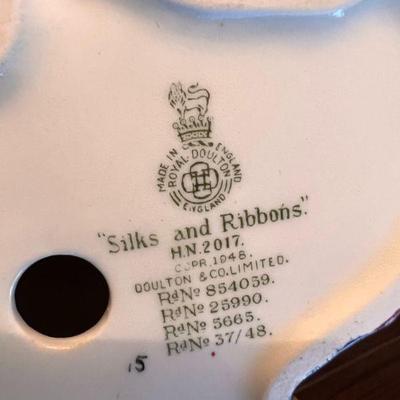 MADE IN ENGLAND
ROYAL DOULTON
ENGLAND
"Silks and Ribbons."
H.N.2017.
COPR.1948.
DOULTON & CO. LIMITED.
RdNº 854059.
RdNº 25990.
RdNº 5665.
RdNº 37/48.
.5